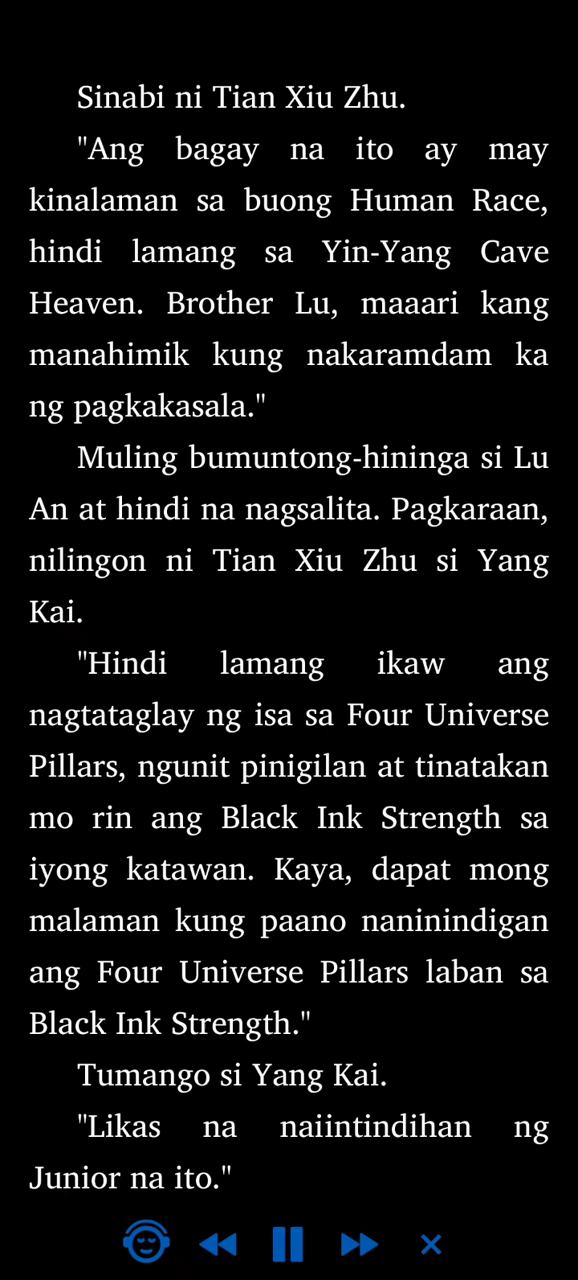 Sinabi ni Tian Xiu Zhu.
"Ang bagay na ito ay may
kinalaman sa buong Human Race,
hindi lamang sa Yin-Yang Cave
Heaven. Brother Lu, maaari kang
manahimik kung nakaramdam ka
ng pagkakasala."
Muling bumuntong-hininga si Lu
An at hindi na nagsalita. Pagkaraan,
nilingon ni Tian Xiu Zhu si Yang
Kai.
"Hindi lamang ikaw ang
nagtataglay ng isa sa Four Universe
Pillars, ngunit pinigilan at tinatakan
mo rin ang Black Ink Strength sa
iyong katawan. Kaya, dapat mong
malaman kung paano naninindigan
ang Four Universe Pillars laban sa
Black Ink Strength."
Tumango si Yang Kai.
"Likas na naiintindihan ng
Junior na ito."